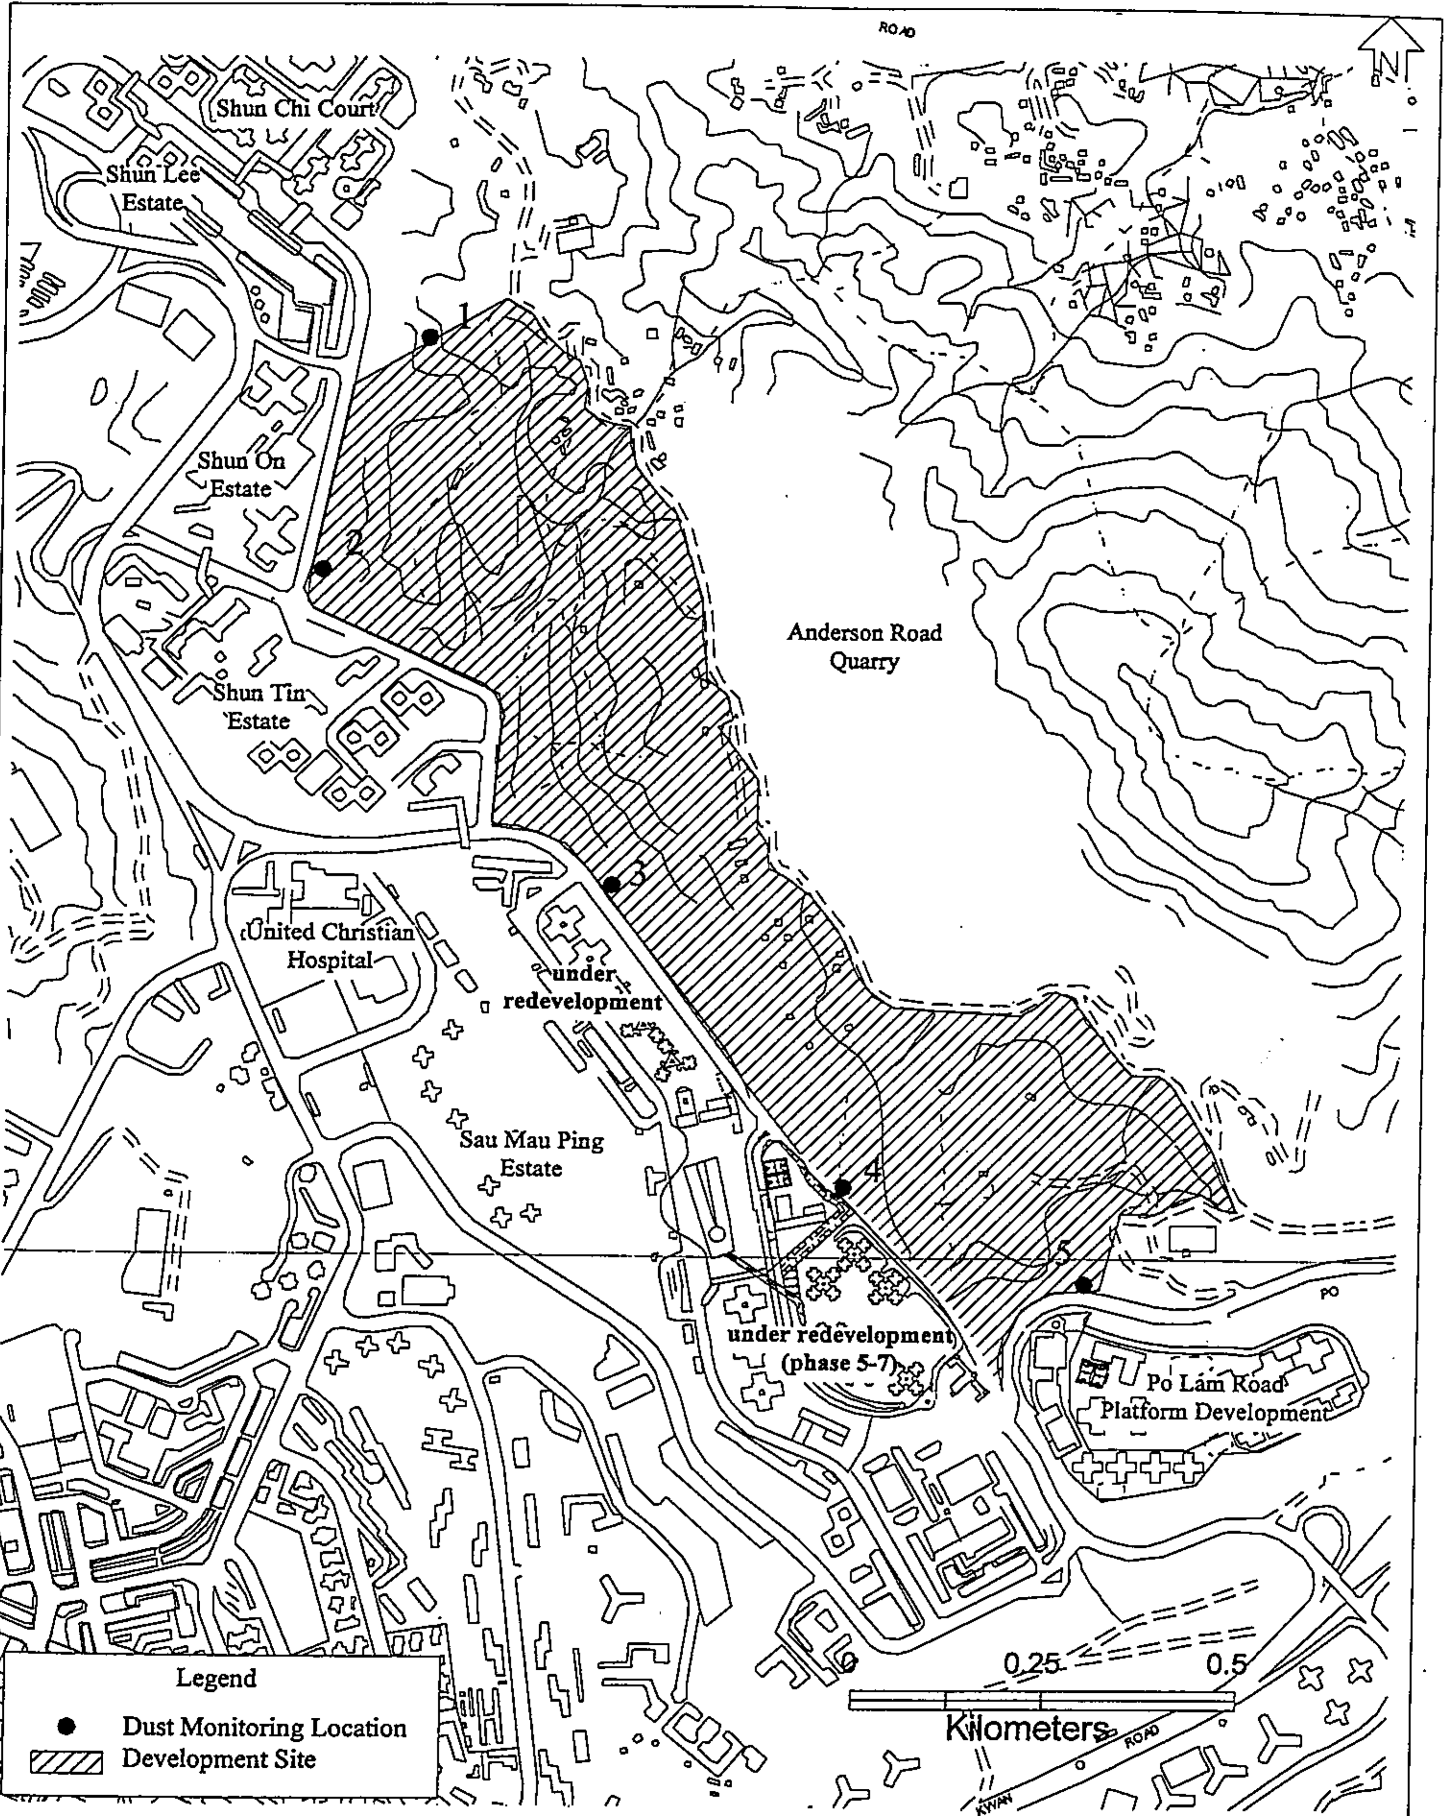 ROAD
N
Shun Chi Court
Shun Lee
Estate
1
Shun On
Estate
2
Anderson Road
Quarry
Shun Tin
Estate
3
United Christian
Hospital
under
redevelopment
Sau Mau Ping
Estate
4
5
PO
under redevelopment
(phase 5-7)
Po Lam Road
Platform Development
0 0.25 0.5
Kilometers
ROAD
KWAN
Legend
Dust Monitoring Location
Development Site